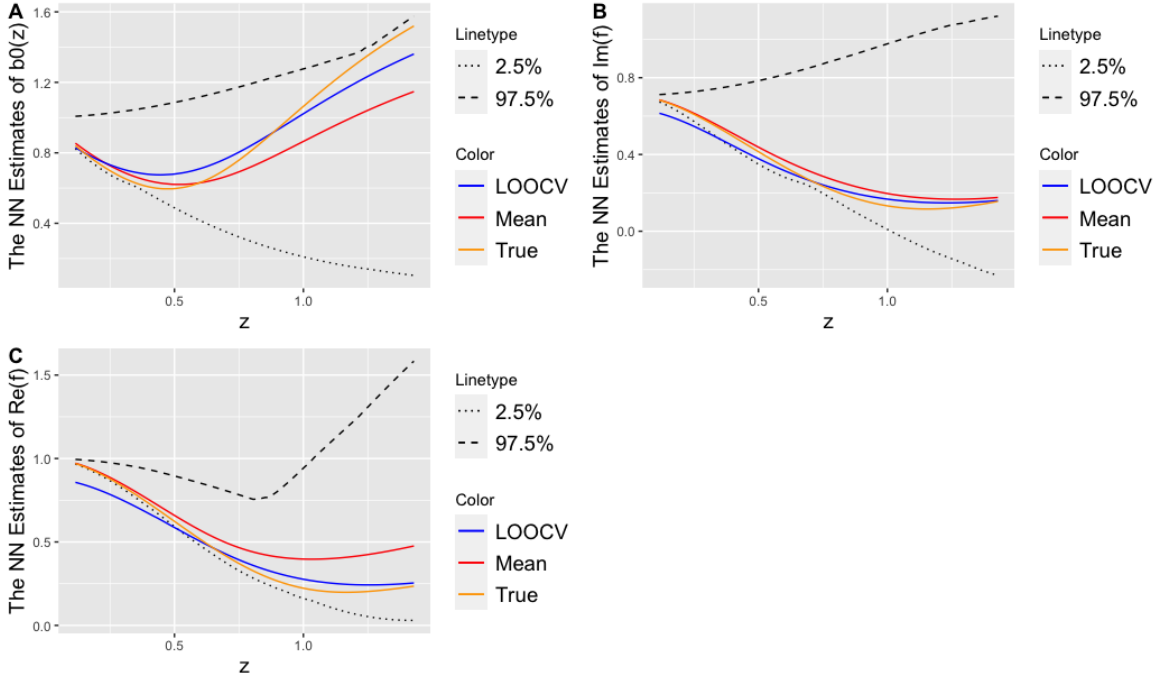 A
The NN Estimates of b0(z)
1.6
1.2
0.8
0.4
0.5
1.0
z
Linetype
2.5%
97.5%
Color
LOOCV
Mean
True
B
The NN Estimates of Im(f)
0.8
0.4
0.0
0.5
1.0
z
Linetype
2.5%
97.5%
Color
LOOCV
Mean
True
C
The NN Estimates of Re(f)
1.5
1.0
0.5
0.0
0.5
1.0
z
Linetype
2.5%
97.5%
Color
LOOCV
Mean
True